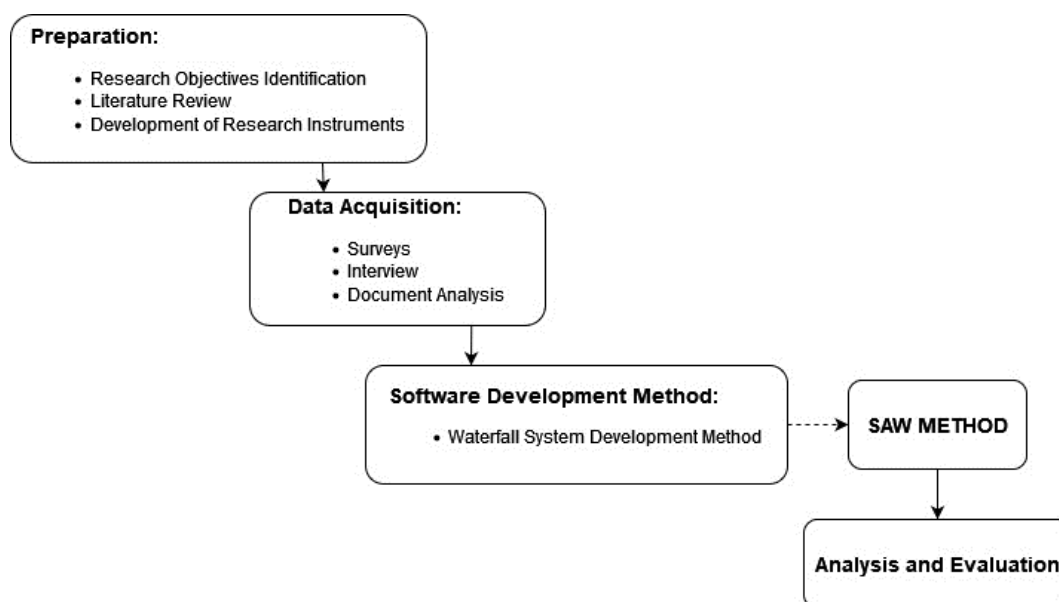 Preparation:
• Research Objectives Identification
• Literature Review
• Development of Research Instruments
Data Acquisition:
• Surveys
• Interview
• Document Analysis
Software Development Method:
• Waterfall System Development Method
SAW METHOD
Analysis and Evaluation